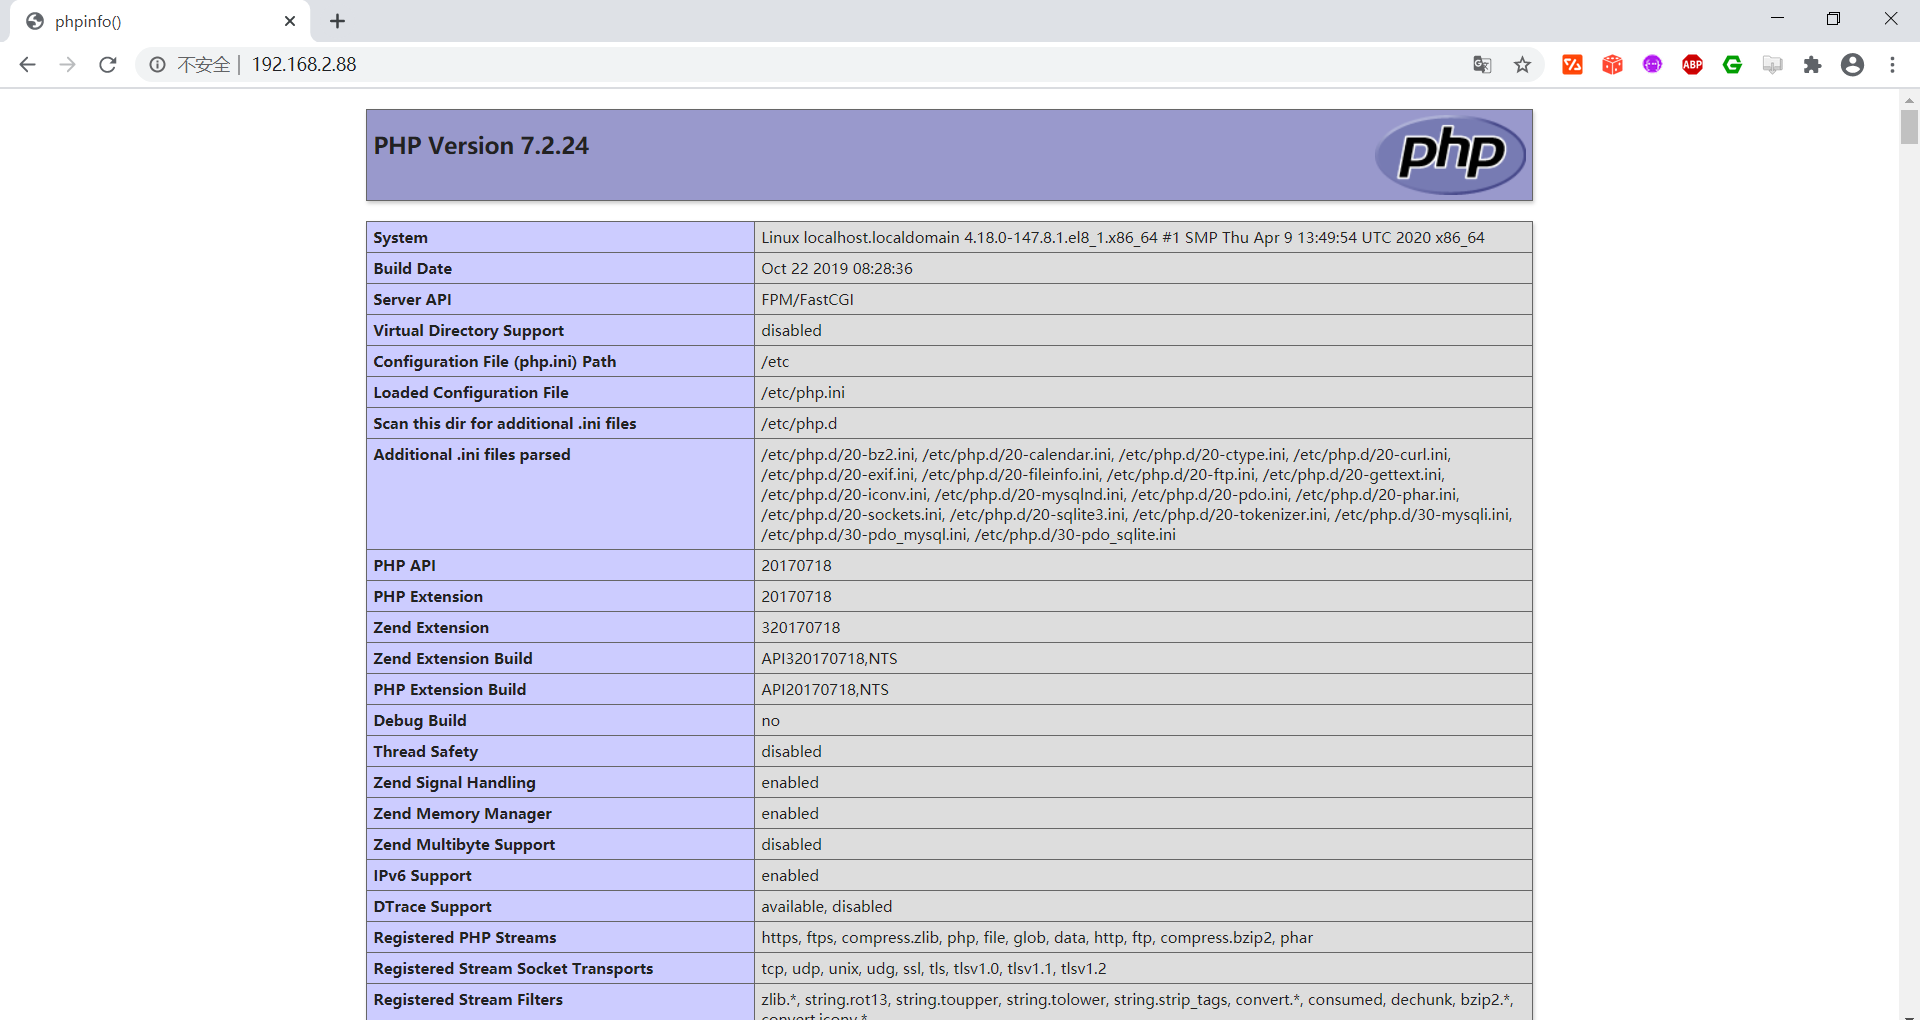 phpinfo()
不安全 | 192.168.2.88
ABP
PHP Version 7.2.24
php
System Linux localhost.localdomain 4.18.0-147.8.1.el8_1.x86_64 #1 SMP Thu Apr 9 13:49:54 UTC 2020 x86_64
Build Date Oct 22 2019 08:28:36
Server API FPM/FastCGI
Virtual Directory Support disabled
Configuration File (php.ini) Path /etc
Loaded Configuration File /etc/php.ini
Scan this dir for additional .ini files /etc/php.d
Additional .ini files parsed /etc/php.d/20-bz2.ini, /etc/php.d/20-calendar.ini, /etc/php.d/20-ctype.ini, /etc/php.d/20-curl.ini,
/etc/php.d/20-exif.ini, /etc/php.d/20-fileinfo.ini, /etc/php.d/20-ftp.ini, /etc/php.d/20-gettext.ini,
/etc/php.d/20-iconv.ini, /etc/php.d/20-mysqlnd.ini, /etc/php.d/20-pdo.ini, /etc/php.d/20-phar.ini,
/etc/php.d/20-sockets.ini, /etc/php.d/20-sqlite3.ini, /etc/php.d/20-tokenizer.ini, /etc/php.d/30-mysqli.ini,
/etc/php.d/30-pdo_mysql.ini, /etc/php.d/30-pdo_sqlite.ini
PHP API 20170718
PHP Extension 20170718
Zend Extension 320170718
Zend Extension Build API320170718,NTS
PHP Extension Build API20170718,NTS
Debug Build no
Thread Safety disabled
Zend Signal Handling enabled
Zend Memory Manager enabled
Zend Multibyte Support disabled
IPv6 Support enabled
DTrace Support available, disabled
Registered PHP Streams https, ftps, compress.zlib, php, file, glob, data, http, ftp, compress.bzip2, phar
Registered Stream Socket Transports tcp, udp, unix, udg, ssl, tls, tlsv1.0, tlsv1.1, tlsv1.2
Registered Stream Filters zlib.*, string.rot13, string.toupper, string.tolower, string.strip_tags, convert.*, consumed, dechunk, bzip2.*,
convert.iconv.*